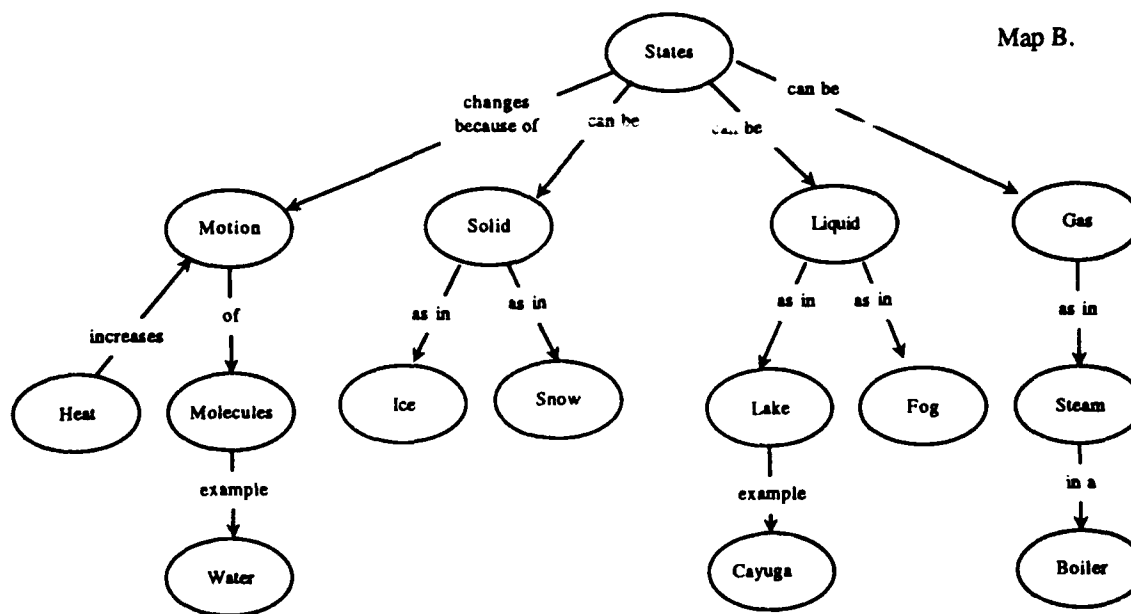 States
Map B.
changes
because of
can be
can be
can be
Motion
Solid
Liquid
Gas
increases
of
as in
as in
as in
as in
as in
Heat
Molecules
Ice
Snow
Lake
Fog
Steam
example
example
in a
Water
Cayuga
Boiler